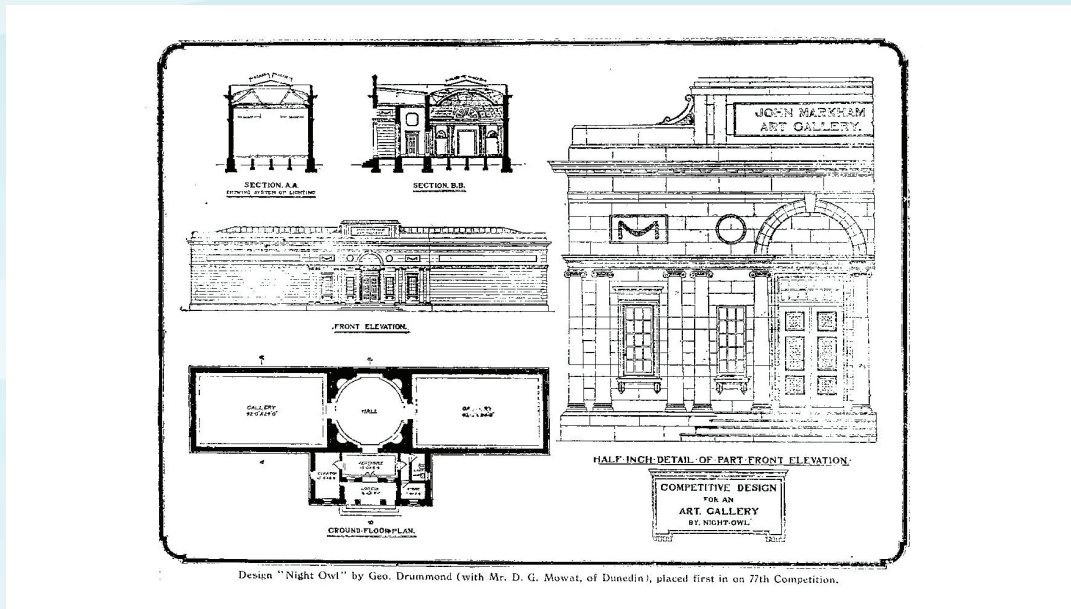 SECTION. A.A.
SHOWING SYSTEM OF LIGHTING
SECTION. B.B.
JOHN MARKHAM
ART GALLERY.
FRONT ELEVATION.
GALLERY
HALL
GROUND·FLOOR·PLAN.
HALF·INCH·DETAIL·OF·PART·FRONT ELEVATION·
COMPETITIVE DESIGN
FOR AN
ART. GALLERY
BY. NIGHT-OWL
Design "Night Owl" by Geo. Drummond (with Mr. D. G. Mowat, of Dunedin), placed first in on 77th Competition.